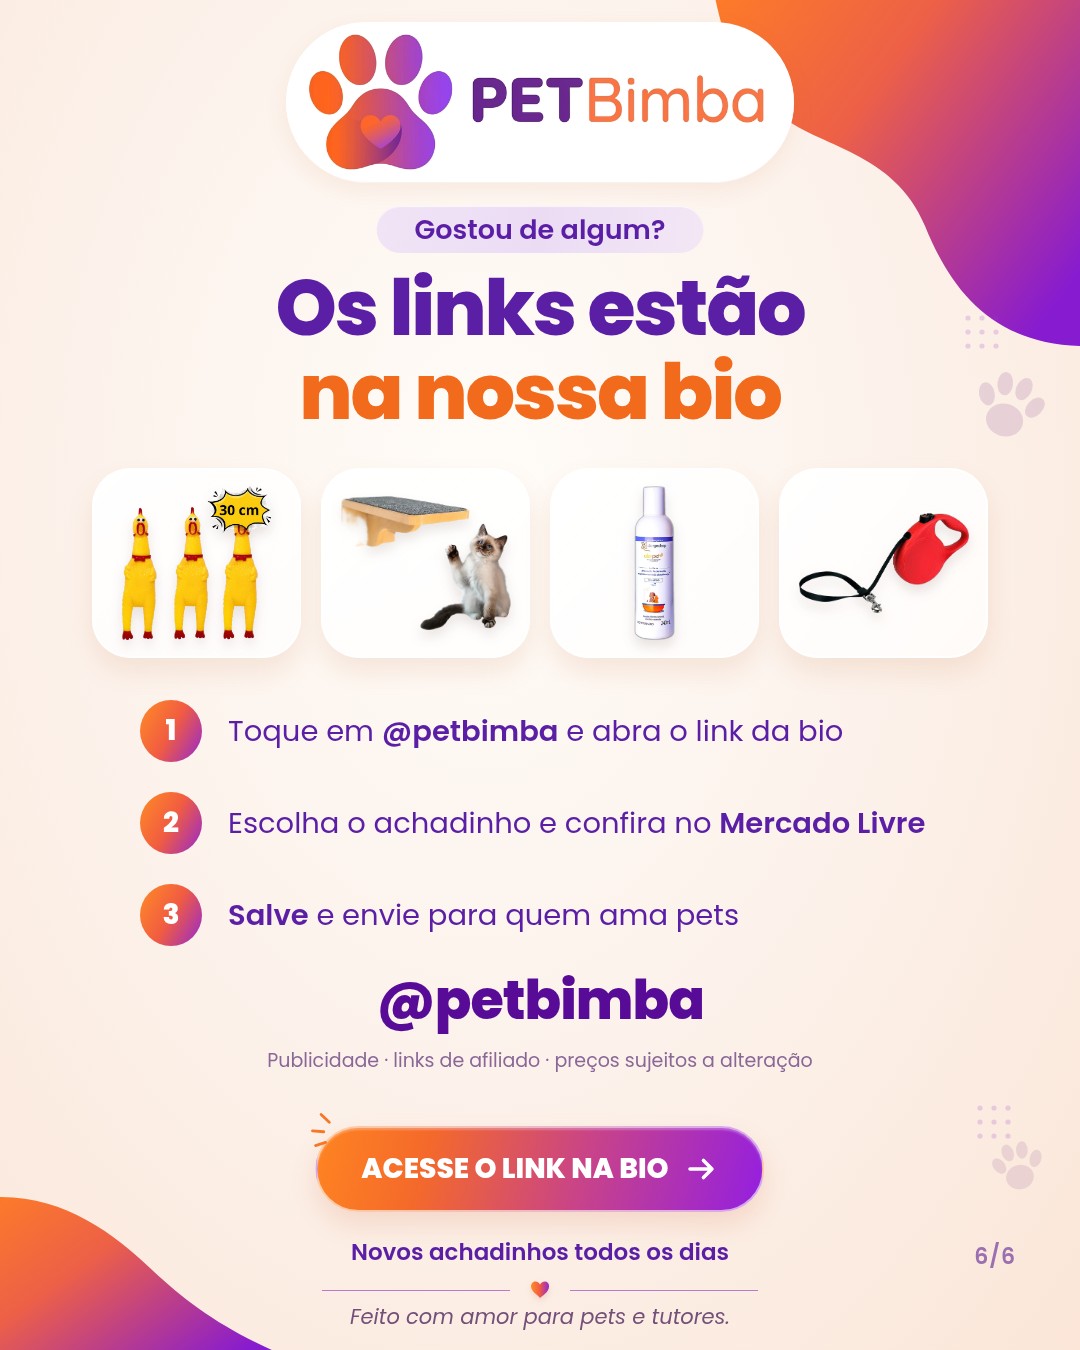 PETBimba
Gostou de algum?
Os links estão
na nossa bio
30 cm
1 Toque em @petbimba e abra o link da bio
2 Escolha o achadinho e confira no Mercado Livre
3 Salve e envie para quem ama pets
@petbimba
Publicidade · links de afiliado · preços sujeitos a alteração
ACESSE O LINK NA BIO →
Novos achadinhos todos os dias
6/6
Feito com amor para pets e tutores.